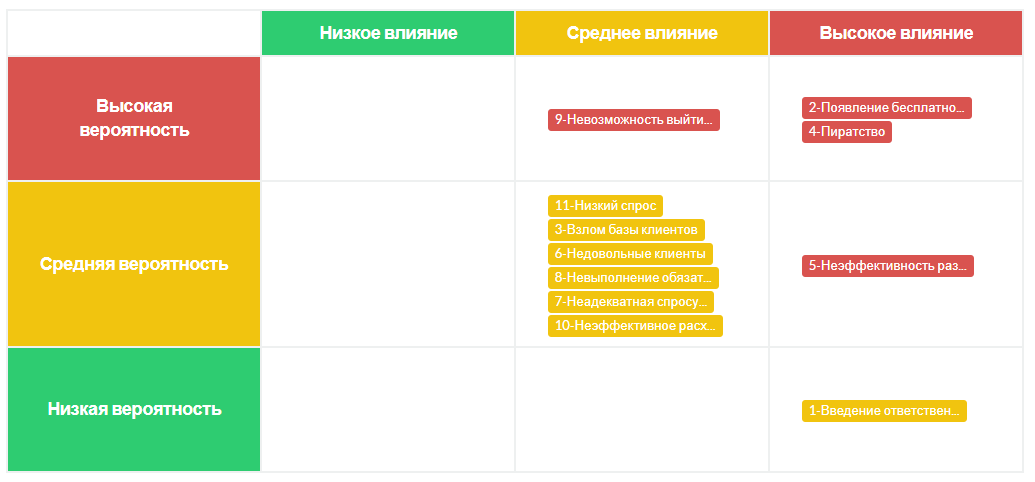 Низкое влияние
Среднее влияние
Высокое влияние
Высокая
вероятность
9-Невозможность выйти...
2-Появление бесплатно...
4-Пиратство
Средняя вероятность
11-Низкий спрос
3-Взлом базы клиентов
6-Недовольные клиенты
8-Невыполнение обязат...
7-Неадекватная спросу...
10-Неэффективное расх...
5-Неэффективность раз...
Низкая вероятность
1-Введение ответствен...